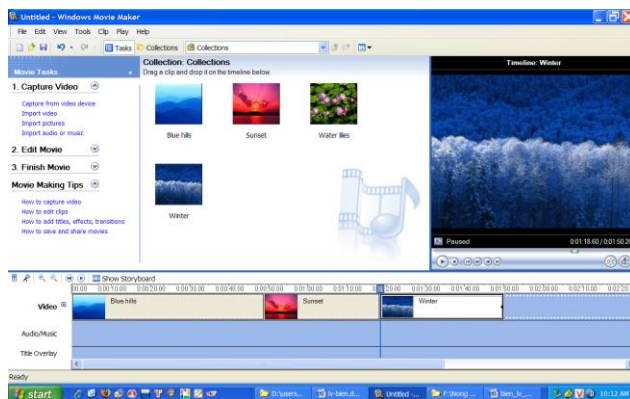 Untitled - Windows Movie Maker
File Edit View Tools Clip Play Help
Tasks Collections Collections
Movie Tasks
Collection: Collections
Drag a clip and drop it on the timeline below.
Timeline: Winter
1. Capture Video
Capture from video device
Import video
Import pictures
Import audio or music
2. Edit Movie
3. Finish Movie
Movie Making Tips
How to capture video
How to edit clips
How to add titles, effects, transitions
How to save and share movies
Blue hills
Sunset
Water lilies
Winter
Paused
0:01:18.60 / 0:01:50.20
Show Storyboard
Video
Blue hills
Sunset
Winter
Audio/Music
Title Overlay
Ready
start
Untitled -...
10:12 AM